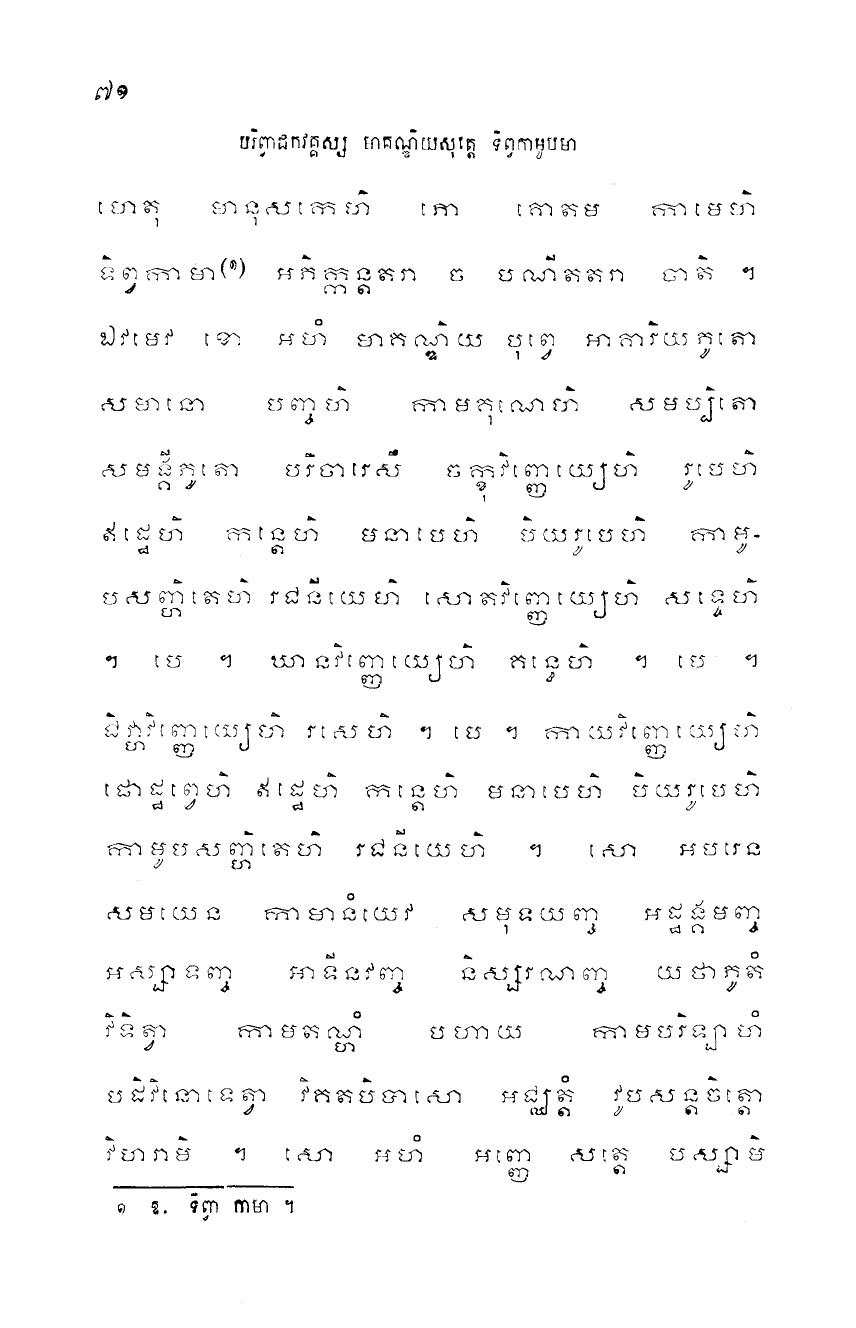 ៧១
បរិព្វាជកវគ្គស្ស មាគណ្ឌិយសុត្តេ ទិព្វកាមូបមា
ហេតុ មានុសកេហិ ភោ គោតម កាមេហិ
ទិព្វកាមា(១) អភិក្កន្តតរា ច បណីតតរា ចាតិ ។
ឯវមេវ ខោ អហំ មាគណ្ឌិយ បុព្វេ អាគារិយភូតោ
សមានោ បញ្ចហិ កាមគុណេហិ សមប្បិតោ
សមង្គីភូតោ បរិចារេសឹ ចក្ខុវិញ្ញេយ្យេហិ រូបេហិ
ឥដ្ឋេហិ កន្តេហិ មនាបេហិ បិយរូបេហិ កាមូ-
បសញ្ហិតេហិ រជនីយេហិ សោតវិញ្ញេយ្យេហិ សទ្ទេហិ
។ បេ ។ ឃានវិញ្ញេយ្យេហិ គន្ធេហិ ។ បេ ។
ជិវ្ហាវិញ្ញេយ្យេហិ រសេហិ ។ បេ ។ កាយវិញ្ញេយ្យេហិ
ផោដ្ឋព្វេហិ ឥដ្ឋេហិ កន្តេហិ មនាបេហិ បិយរូបេហិ
កាមូបសញ្ហិតេហិ រជនីយេហិ ។ សោ អបរេន
សមយេន កាមានំយេវ សមុទយញ្ច អដ្ឋង្គមញ្ច
អស្សាទញ្ច អាទីនវញ្ច និស្សរណញ្ច យថាភូតំ
វិទិត្វា កាមតណ្ហំ បហាយ កាមបរិឡាហំ
បដិវិនោទេត្វា វិគតបិបាសោ អជ្ឈត្តំ វូបសន្តចិត្តោ
វិហរាមិ ។ សោ អហំ អញ្ញេ សត្តេ បស្សាមិ
១ ឱ. ទិព្វា កាមា ។